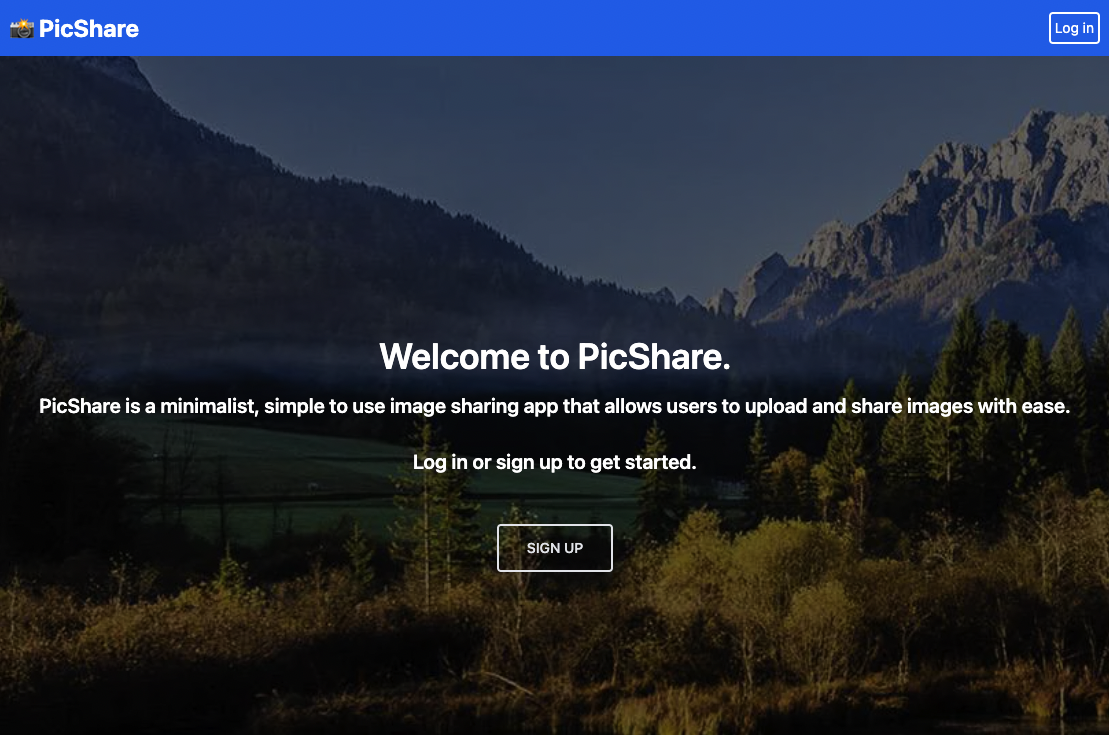 PicShare
Log in
Welcome to PicShare.
PicShare is a minimalist, simple to use image sharing app that allows users to upload and share images with ease.
Log in or sign up to get started.
SIGN UP